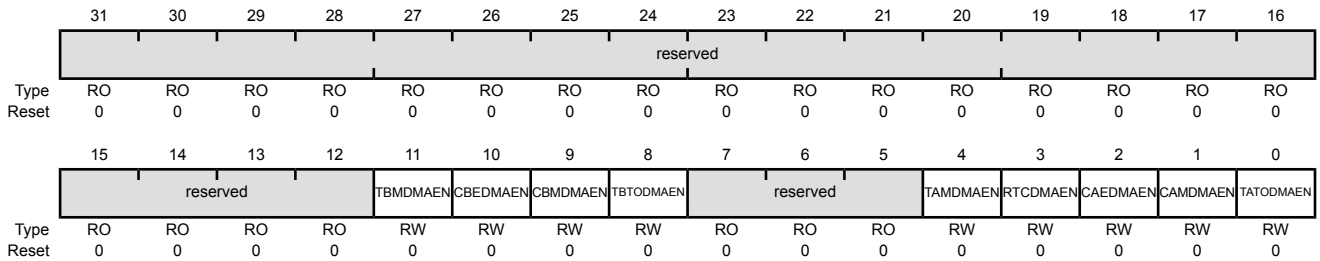 31 30 29 28 27 26 25 24 23 22 21 20 19 18 17 16
reserved
Type RO RO RO RO RO RO RO RO RO RO RO RO RO RO RO RO
Reset 0 0 0 0 0 0 0 0 0 0 0 0 0 0 0 0
15 14 13 12 11 10 9 8 7 6 5 4 3 2 1 0
reserved TBMDMAEN CBEDMAEN CBMDMAEN TBTODMAEN reserved TAMDMAEN RTCDMAEN CAEDMAEN CAMDMAEN TATODMAEN
Type RO RO RO RO RW RW RW RW RO RO RO RW RW RW RW RW
Reset 0 0 0 0 0 0 0 0 0 0 0 0 0 0 0 0